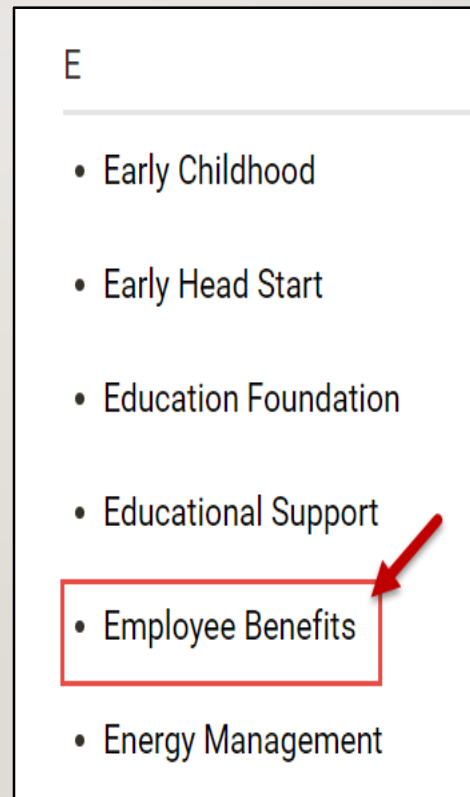 E
• Early Childhood
• Early Head Start
• Education Foundation
• Educational Support
• Employee Benefits
• Energy Management